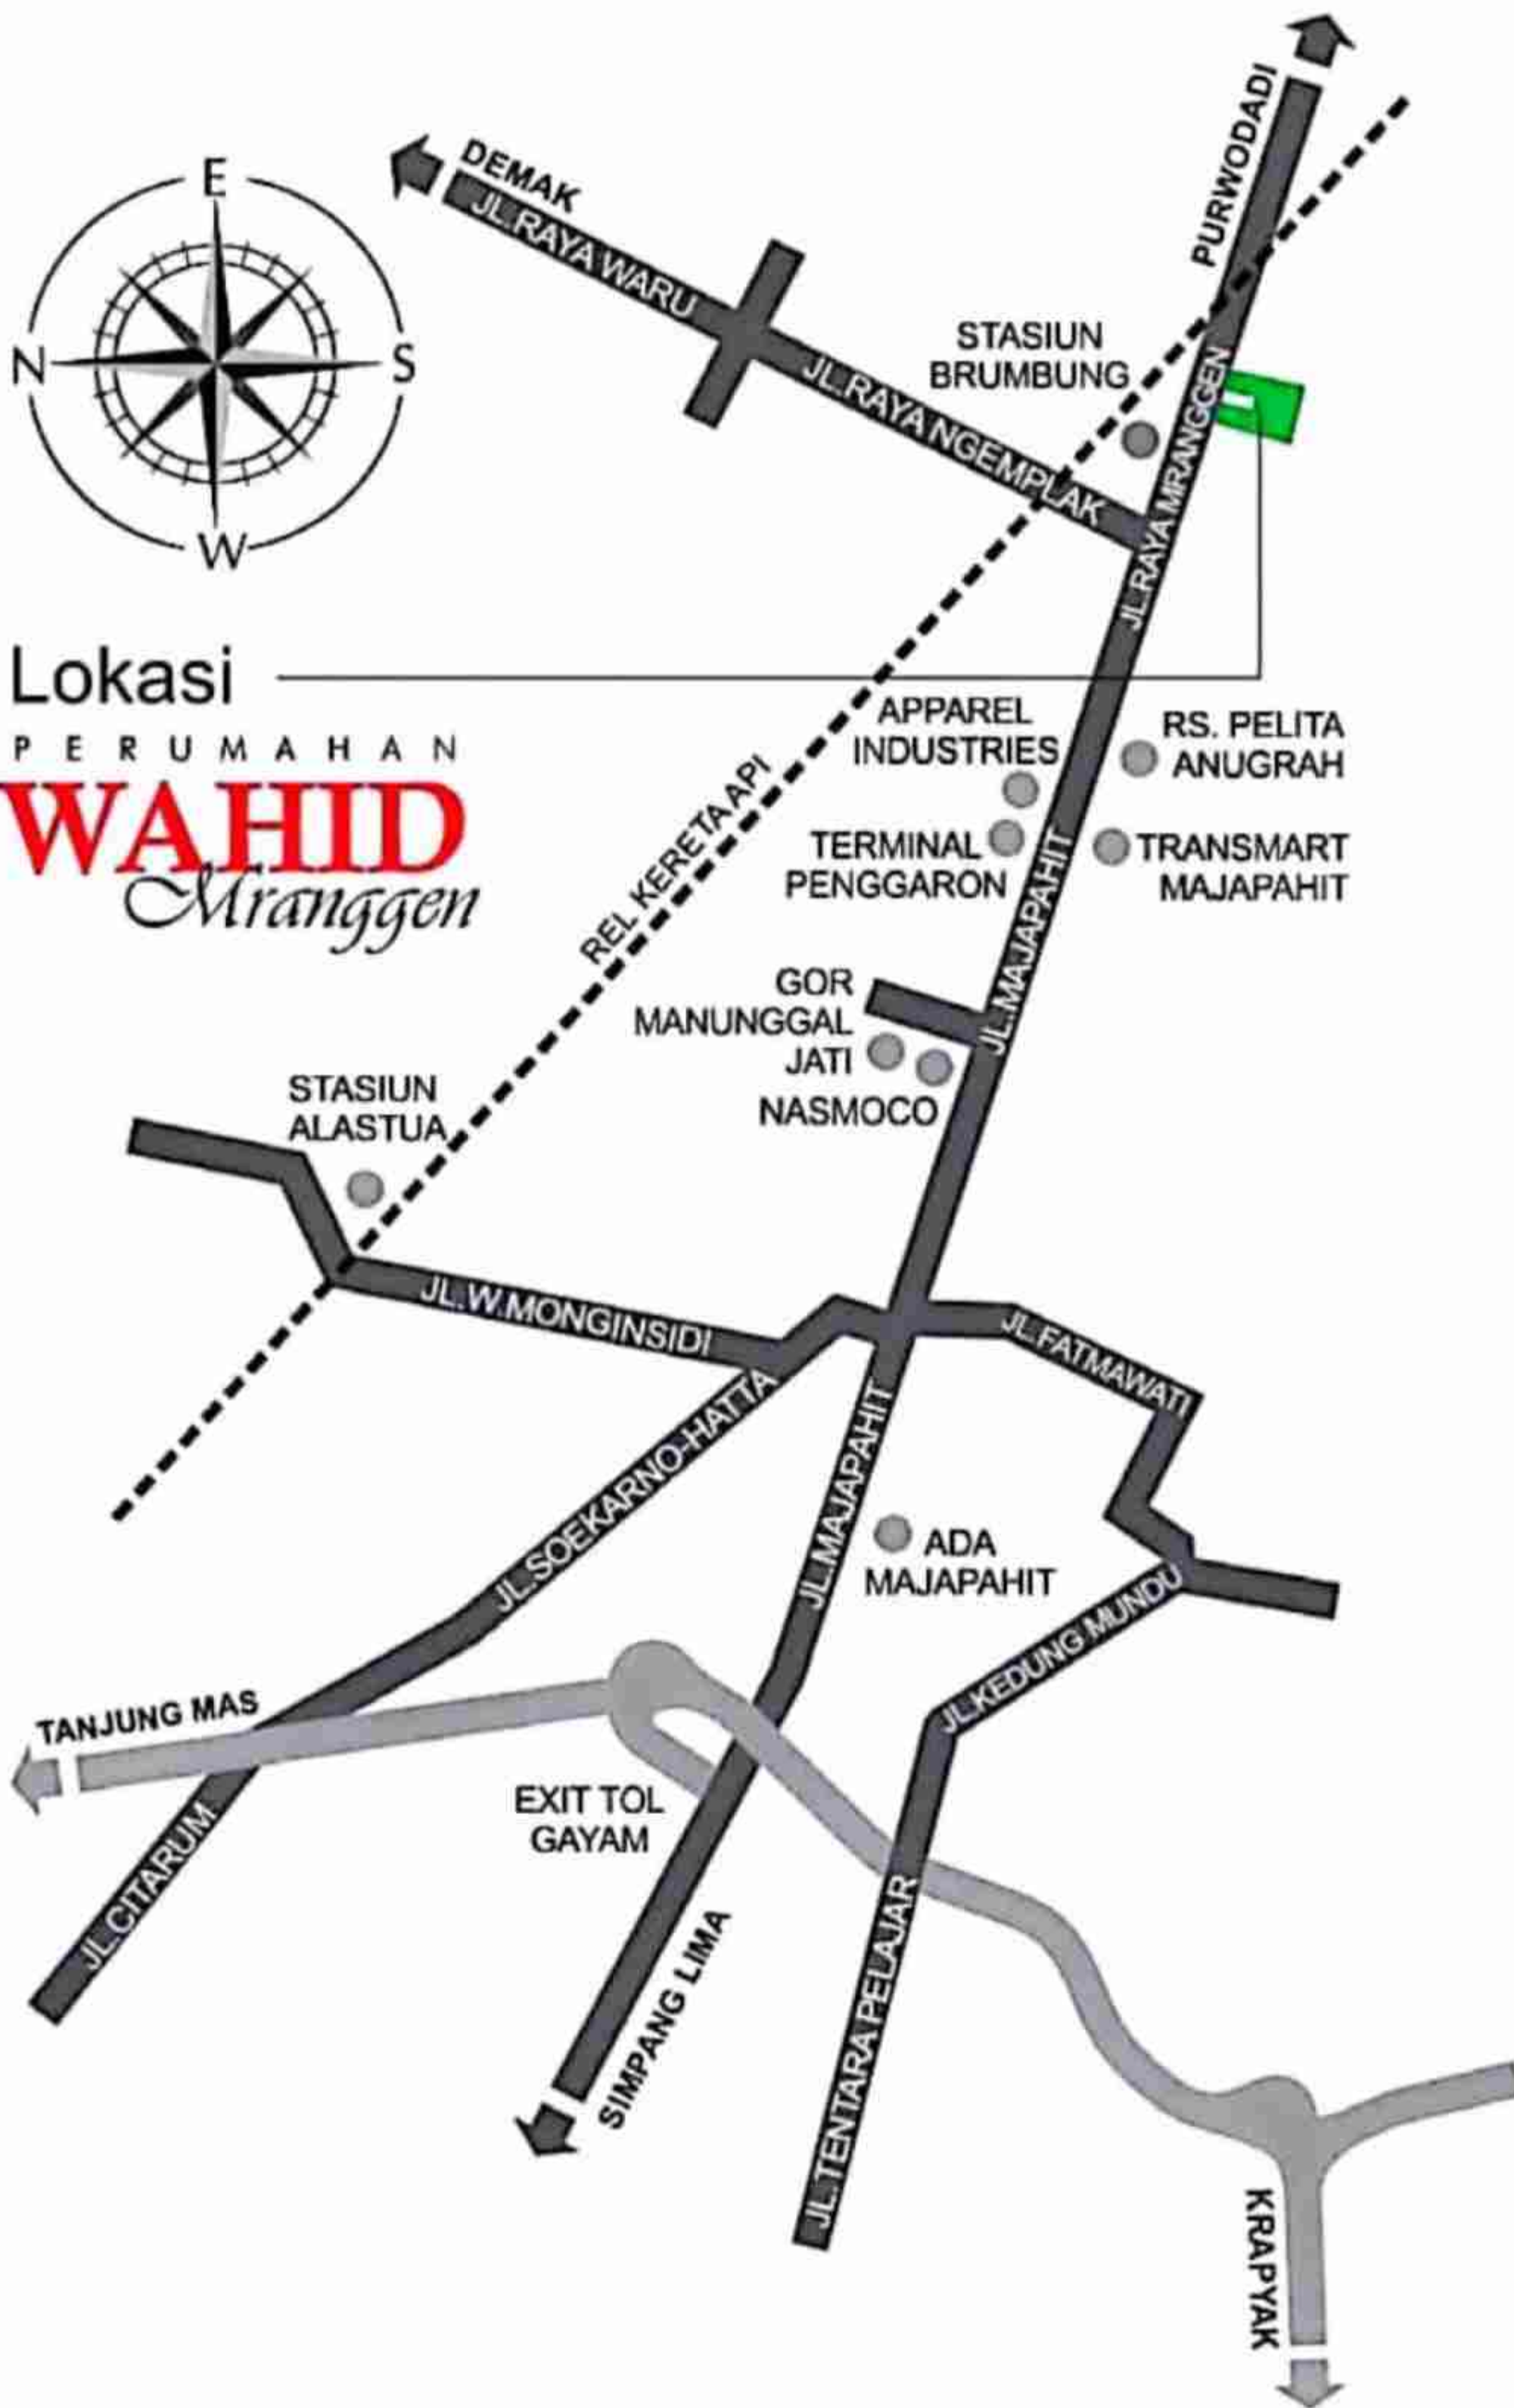 PURWODADI
DEMAK
JL.RAYA WARU
E
N
S
W
STASIUN
BRUMBUNG
JL.RAYA NGEMPLAK
JL.RAYA MRANGGEN
Lokasi
PERUMAHAN
WAHID
Mranggen
APPAREL
INDUSTRIES
RS. PELITA
ANUGRAH
REL KERETA API
TERMINAL
PENGGARON
TRANSMART
MAJAPAHIT
JL.MAJAPAHIT
GOR
MANUNGGAL
JATI
NASMOCO
STASIUN
ALASTUA
JL.W.MONGINSIDI
JL.FATMAWATI
JL.SOEKARNO-HATTA
JL.MAJAPAHIT
ADA
MAJAPAHIT
JL.KEDUNG MUNDU
TANJUNG MAS
EXIT TOL
GAYAM
JL.CITARUM
SIMPANG LIMA
JL.TENTARA PELAJAR
KRAPYAK